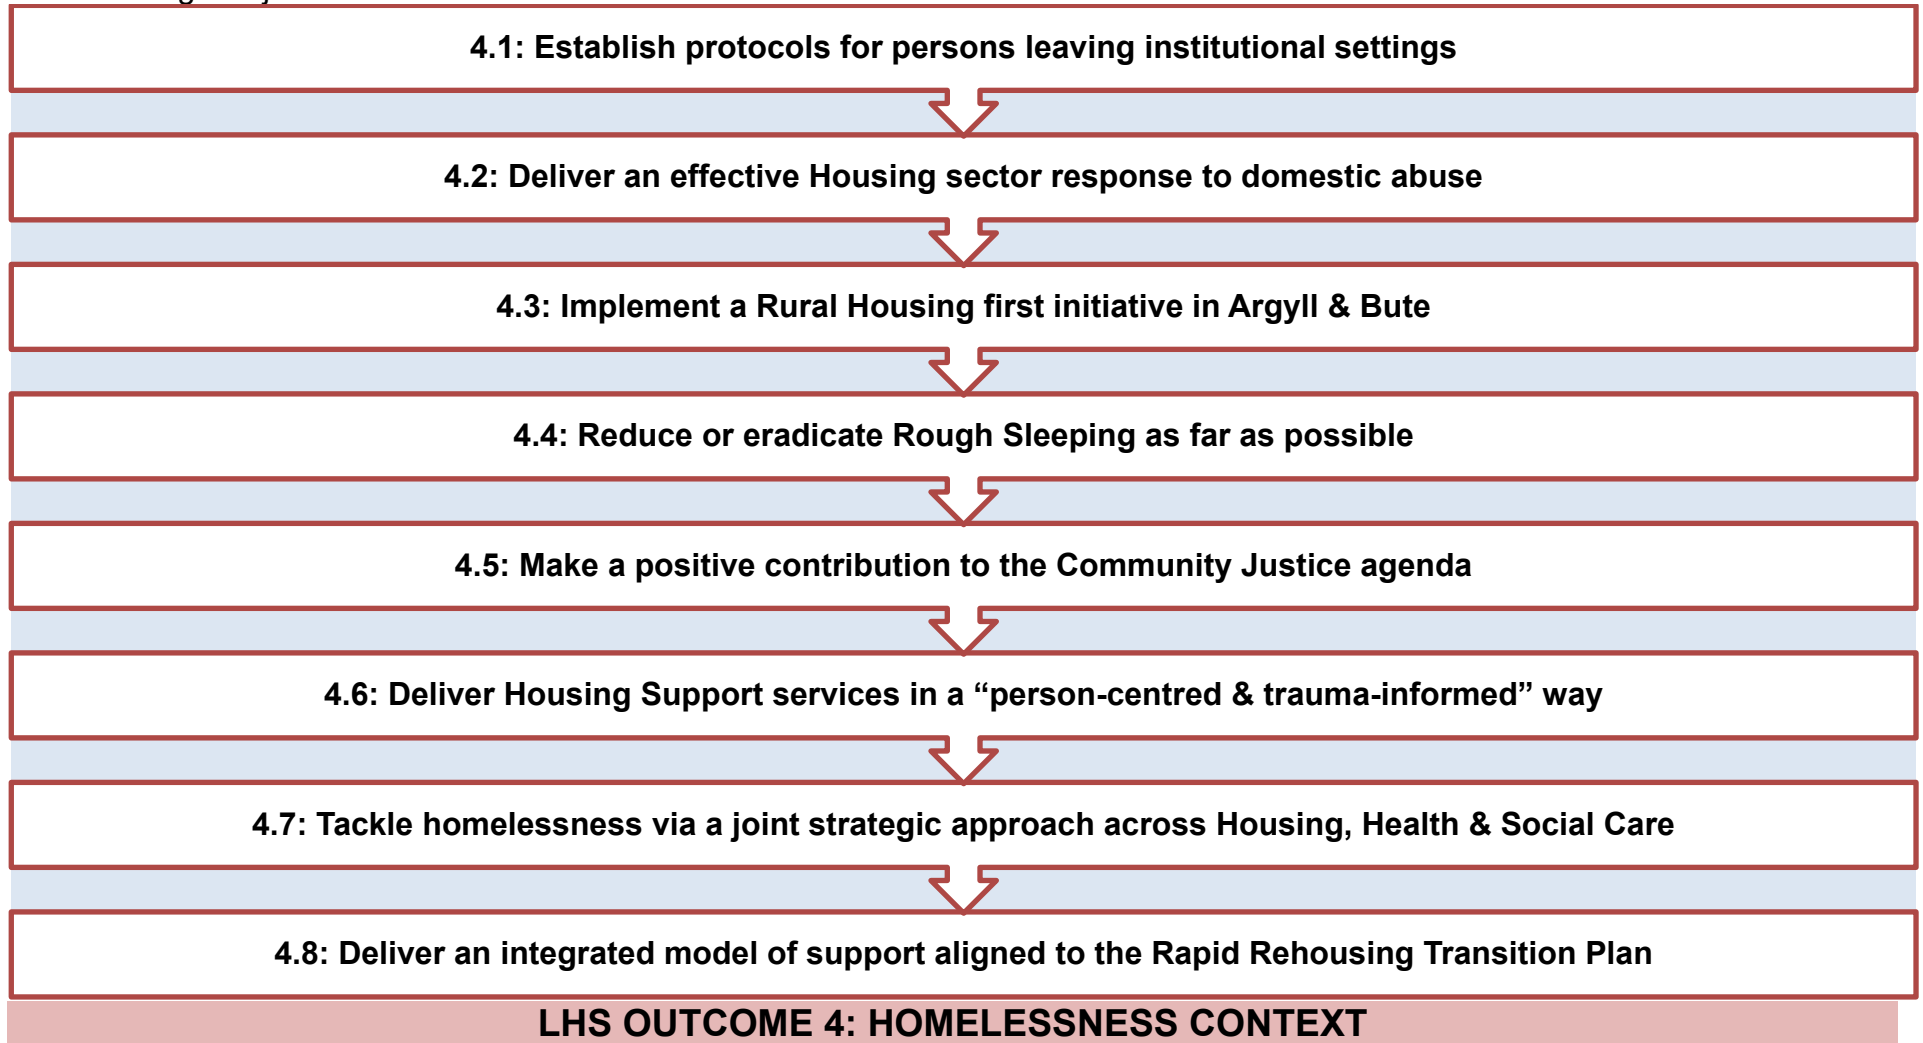 4.1: Establish protocols for persons leaving institutional settings
4.2: Deliver an effective Housing sector response to domestic abuse
4.3: Implement a Rural Housing first initiative in Argyll & Bute
4.4: Reduce or eradicate Rough Sleeping as far as possible
4.5: Make a positive contribution to the Community Justice agenda
4.6: Deliver Housing Support services in a “person-centred & trauma-informed” way
4.7: Tackle homelessness via a joint strategic approach across Housing, Health & Social Care
4.8: Deliver an integrated model of support aligned to the Rapid Rehousing Transition Plan
LHS OUTCOME 4: HOMELESSNESS CONTEXT